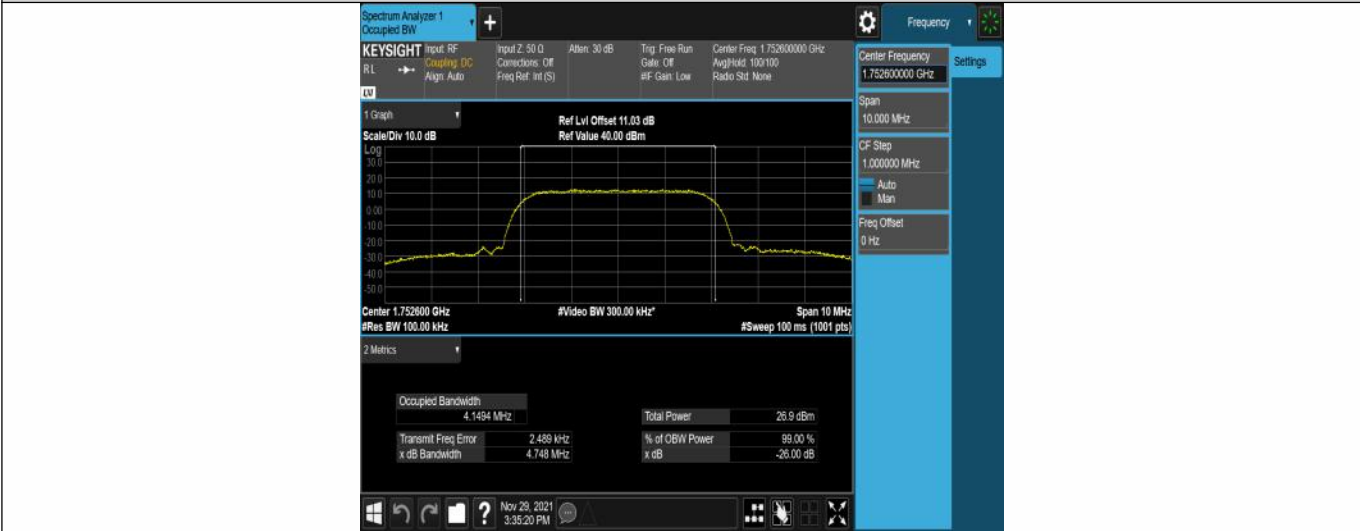 Spectrum Analyzer 1
Occupied BW
+
Frequency
KEYSIGHT
RL
Input: RF
Coupling: DC
Align: Auto
Input Z: 50 Ω
Corrections: Off
Freq Ref: Int (S)
Atten: 30 dB
Trig: Free Run
Gate: Off
#IF Gain: Low
Center Freq: 1.752600000 GHz
Avg|Hold: 100/100
Radio Std: None
Center Frequency
1.752600000 GHz
Settings
Span
10.000 MHz
CF Step
1.000000 MHz
Auto
Man
Freq Offset
0 Hz
1 Graph
Scale/Div 10.0 dB
Ref Lvl Offset 11.03 dB
Ref Value 40.00 dBm
Log
30.0
20.0
10.0
0.00
-10.0
-20.0
-30.0
-40.0
-50.0
Center 1.752600 GHz
#Res BW 100.00 kHz
#Video BW 300.00 kHz*
Span 10 MHz
#Sweep 100 ms (1001 pts)
2 Metrics
Occupied Bandwidth
4.1494 MHz
Total Power 26.9 dBm
Transmit Freq Error 2.489 kHz
% of OBW Power 99.00 %
x dB Bandwidth 4.748 MHz
x dB -26.00 dB
?
Nov 29, 2021
3:35:20 PM